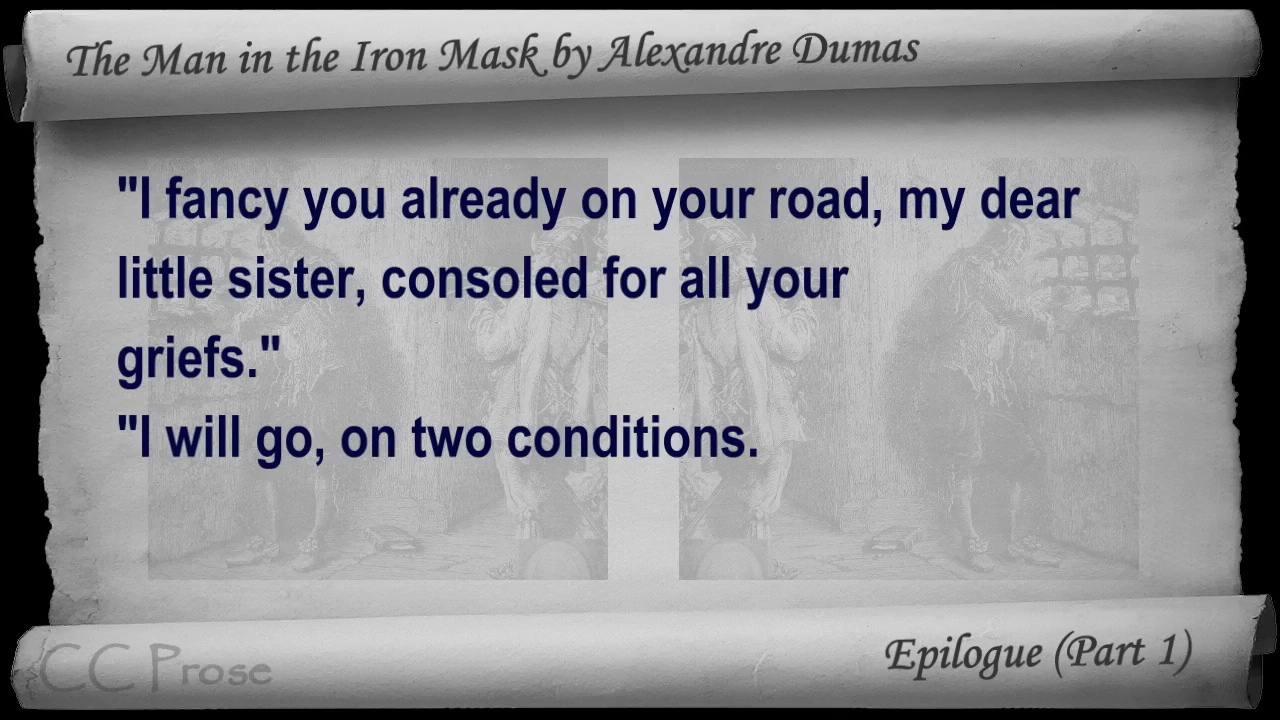 The Man in the Iron Mask by Alexandre Dumas
"I fancy you already on your road, my dear
little sister, consoled for all your
griefs."
"I will go, on two conditions.
CC Prose
Epilogue (Part 1)